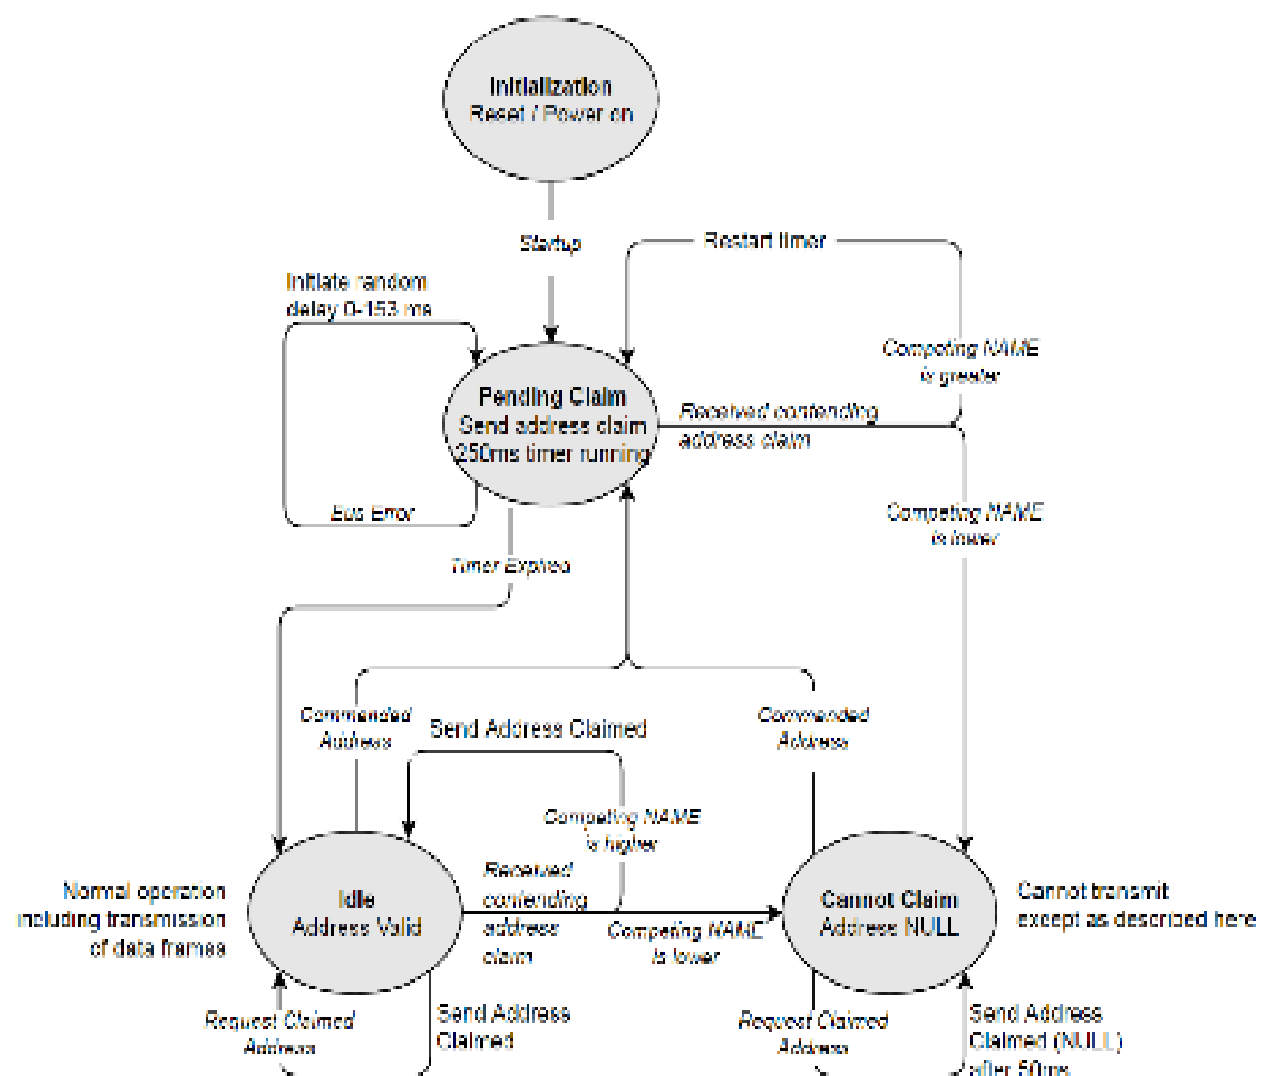 Initialization
Reset / Power on
Startup
Restart timer
Initiate random
delay 0-153 ms
Competing NAME
is greater
Pending Claim
Send address claim
250ms timer running
Received contending
address claim
Bus Error
Competing NAME
is lower
Timer Expired
Commanded
Address
Send Address Claimed
Commanded
Address
Competing NAME
is higher
Received
contending
address
claim
Normal operation
including transmission
of data frames
Idle
Address Valid
Competing NAME
is lower
Cannot Claim
Address NULL
Cannot transmit
except as described here
Request Claimed
Address
Send Address
Claimed
Request Claimed
Address
Send Address
Claimed (NULL)
after 50ms